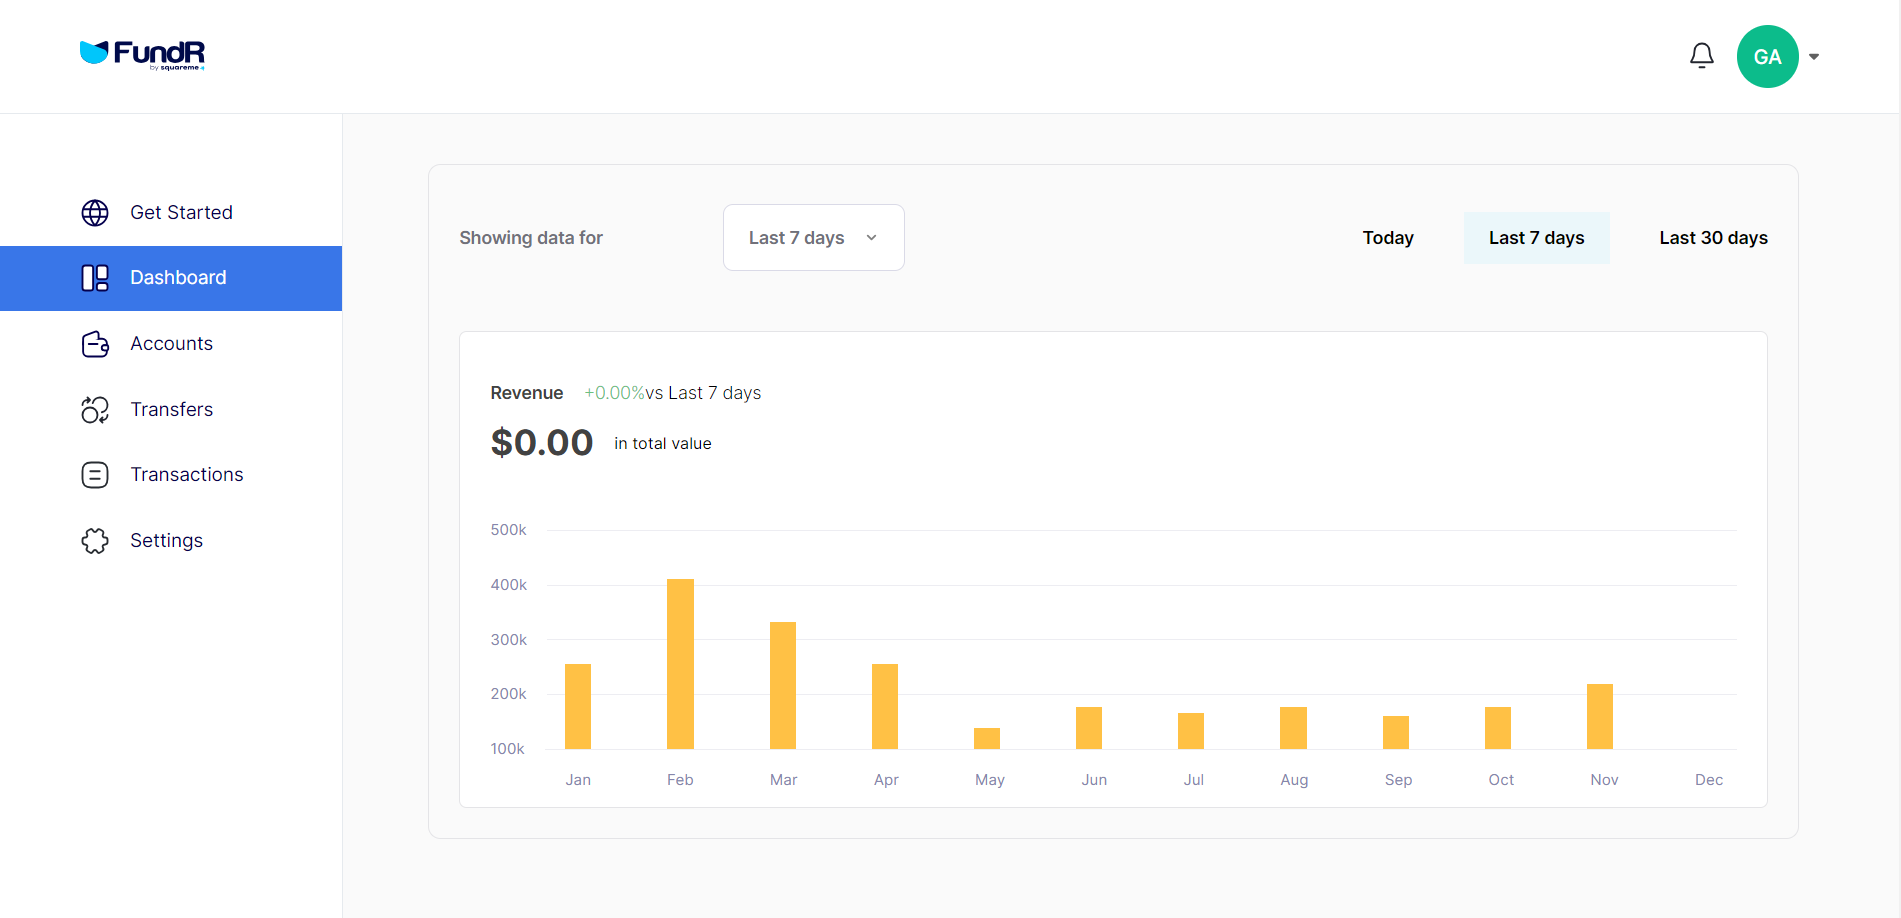 FundR
by squareme
GA
Get Started
Dashboard
Accounts
Transfers
Transactions
Settings
Showing data for
Last 7 days
Today
Last 7 days
Last 30 days
Revenue +0.00%vs Last 7 days
$0.00 in total value
500k
400k
300k
200k
100k
Jan Feb Mar Apr May Jun Jul Aug Sep Oct Nov Dec